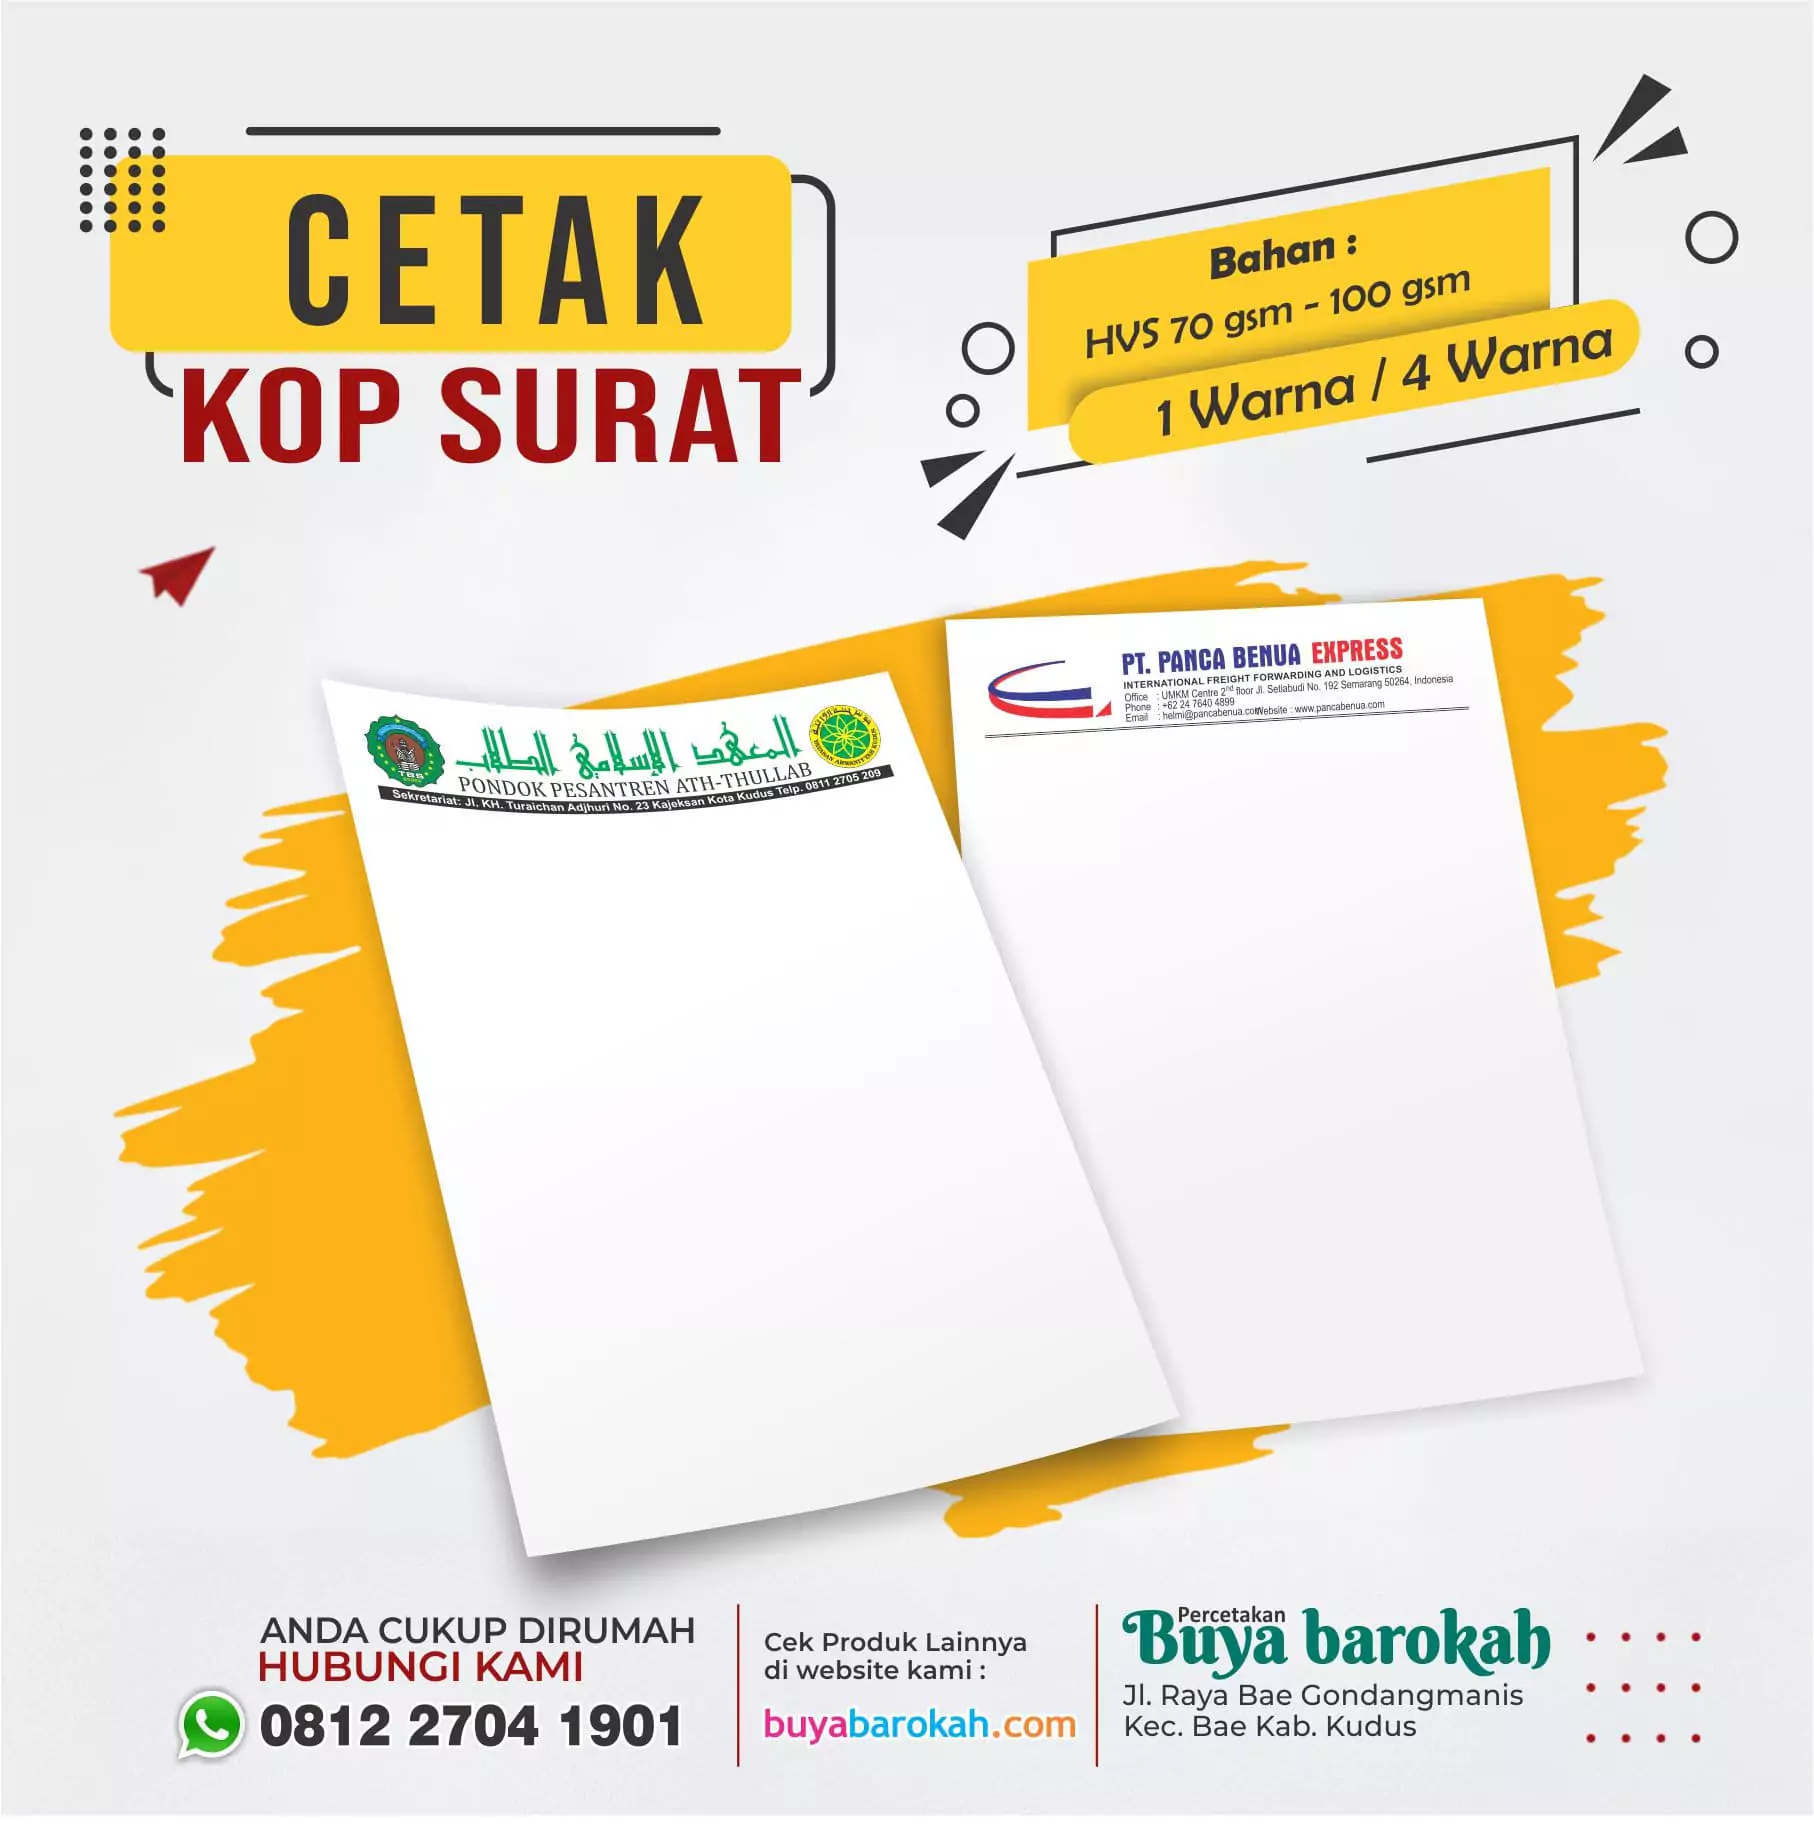 CETAK
KOP SURAT
Bahan :
HVS 70 gsm - 100 gsm
1 Warna / 4 Warna
المعهد الإسلامي الطلاب
TBS
PONDOK PESANTREN ATH-THULLAB
Sekretariat: Jl. KH. Turaichan Adjhuri No. 23 Kajeksan Kota Kudus Telp. 0811 2705 209
PT. PANCA BENUA EXPRESS
INTERNATIONAL FREIGHT FORWARDING AND LOGISTICS
Office : UMKM Centre 2nd floor Jl. Setiabudi No. 192 Semarang 50264, Indonesia
Phone : +62 24 7640 4899
Email : helmi@pancabenua.com Website : www.pancabenua.com
ANDA CUKUP DIRUMAH
HUBUNGI KAMI
0812 2704 1901
Cek Produk Lainnya
di website kami :
buyabarokah.com
Percetakan
Buya barokah
Jl. Raya Bae Gondangmanis
Kec. Bae Kab. Kudus